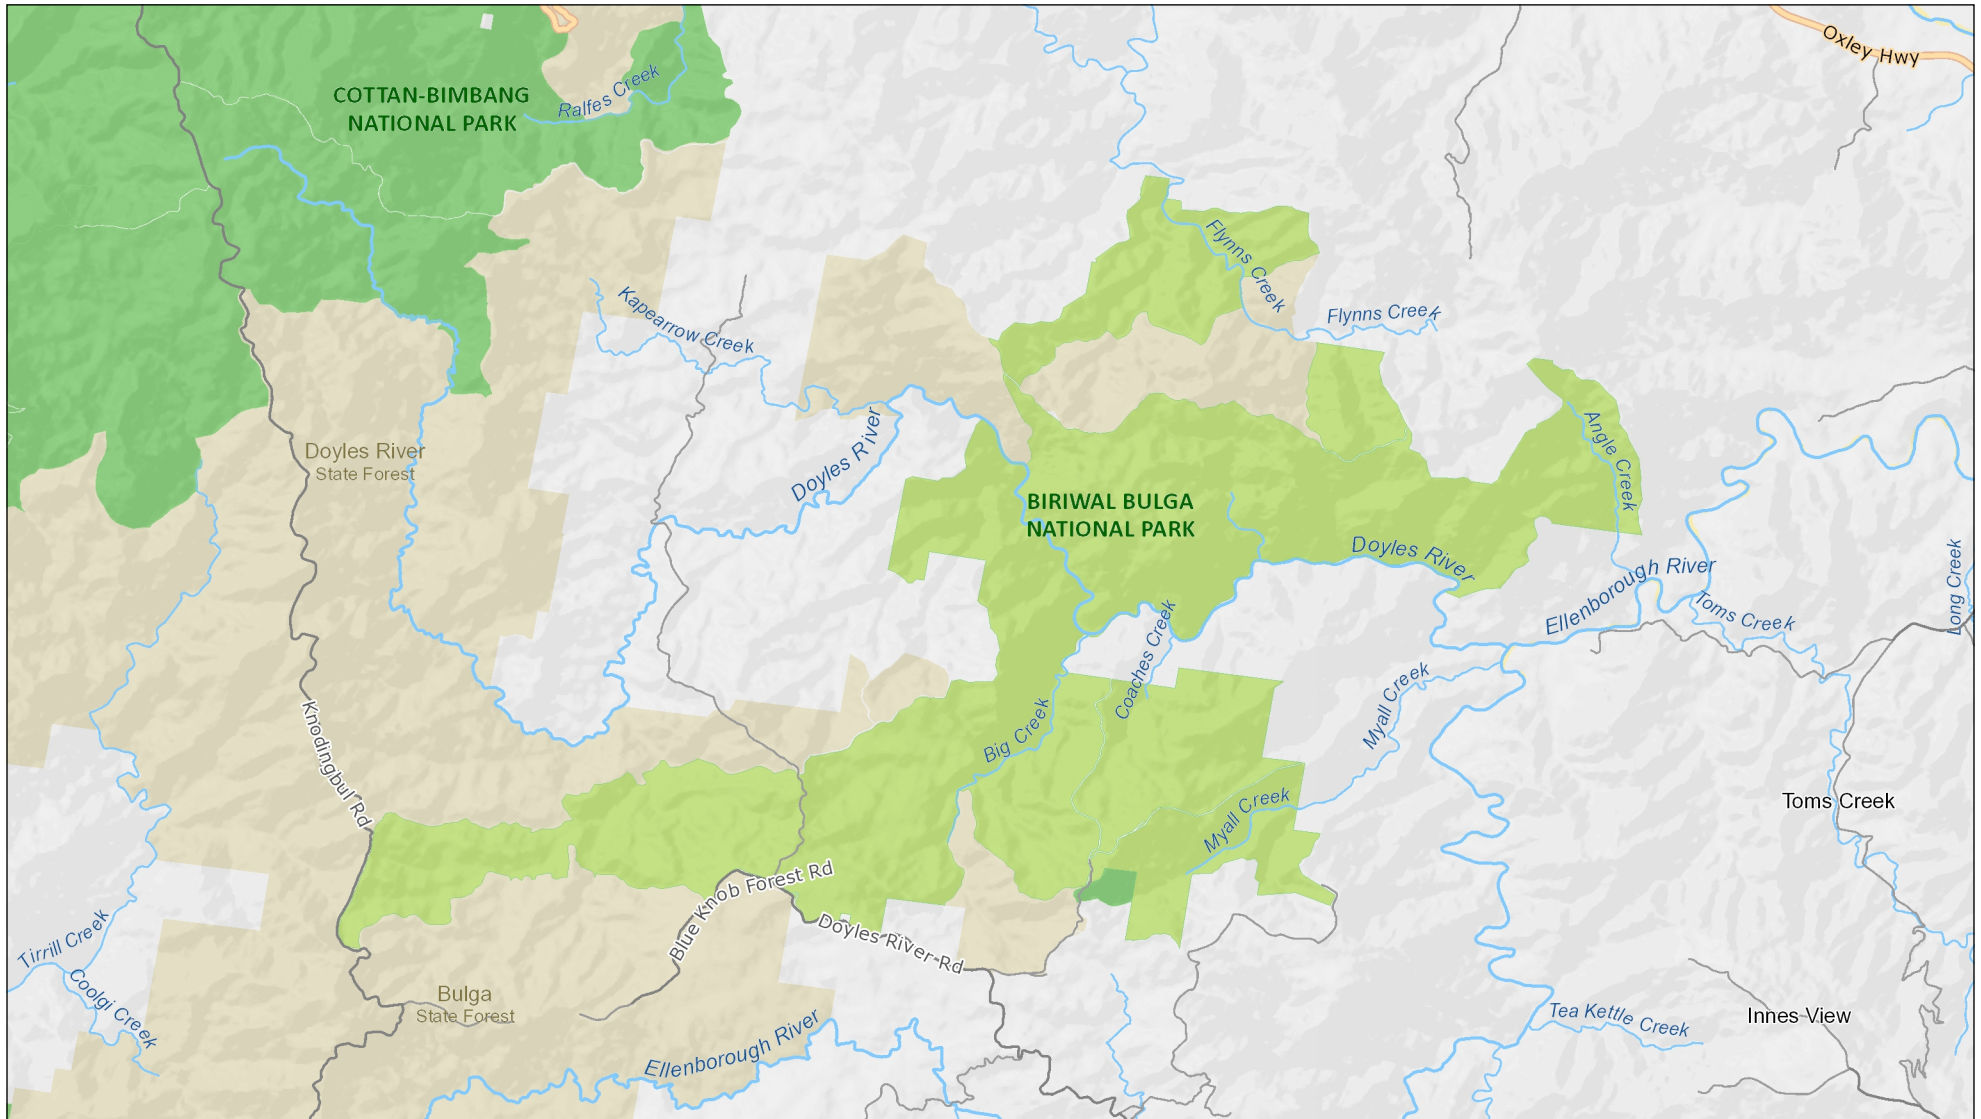 Oxley Hwy
COTTAN-BIMBANG
NATIONAL PARK
Ralfes Creek
Flynns Creek
Flynns Creek
Kapearrow Creek
Doyles River
State Forest
Doyles River
Angle Creek
BIRIWAL BULGA
NATIONAL PARK
Doyles River
Ellenborough River
Toms Creek
Long Creek
Coaches Creek
Myall Creek
Big Creek
Knodingbul Rd
Myall Creek
Toms Creek
Blue Knob Forest Rd
Doyles River Rd
Tirrill Creek
Coolgi Creek
Bulga
State Forest
Ellenborough River
Tea Kettle Creek
Innes View